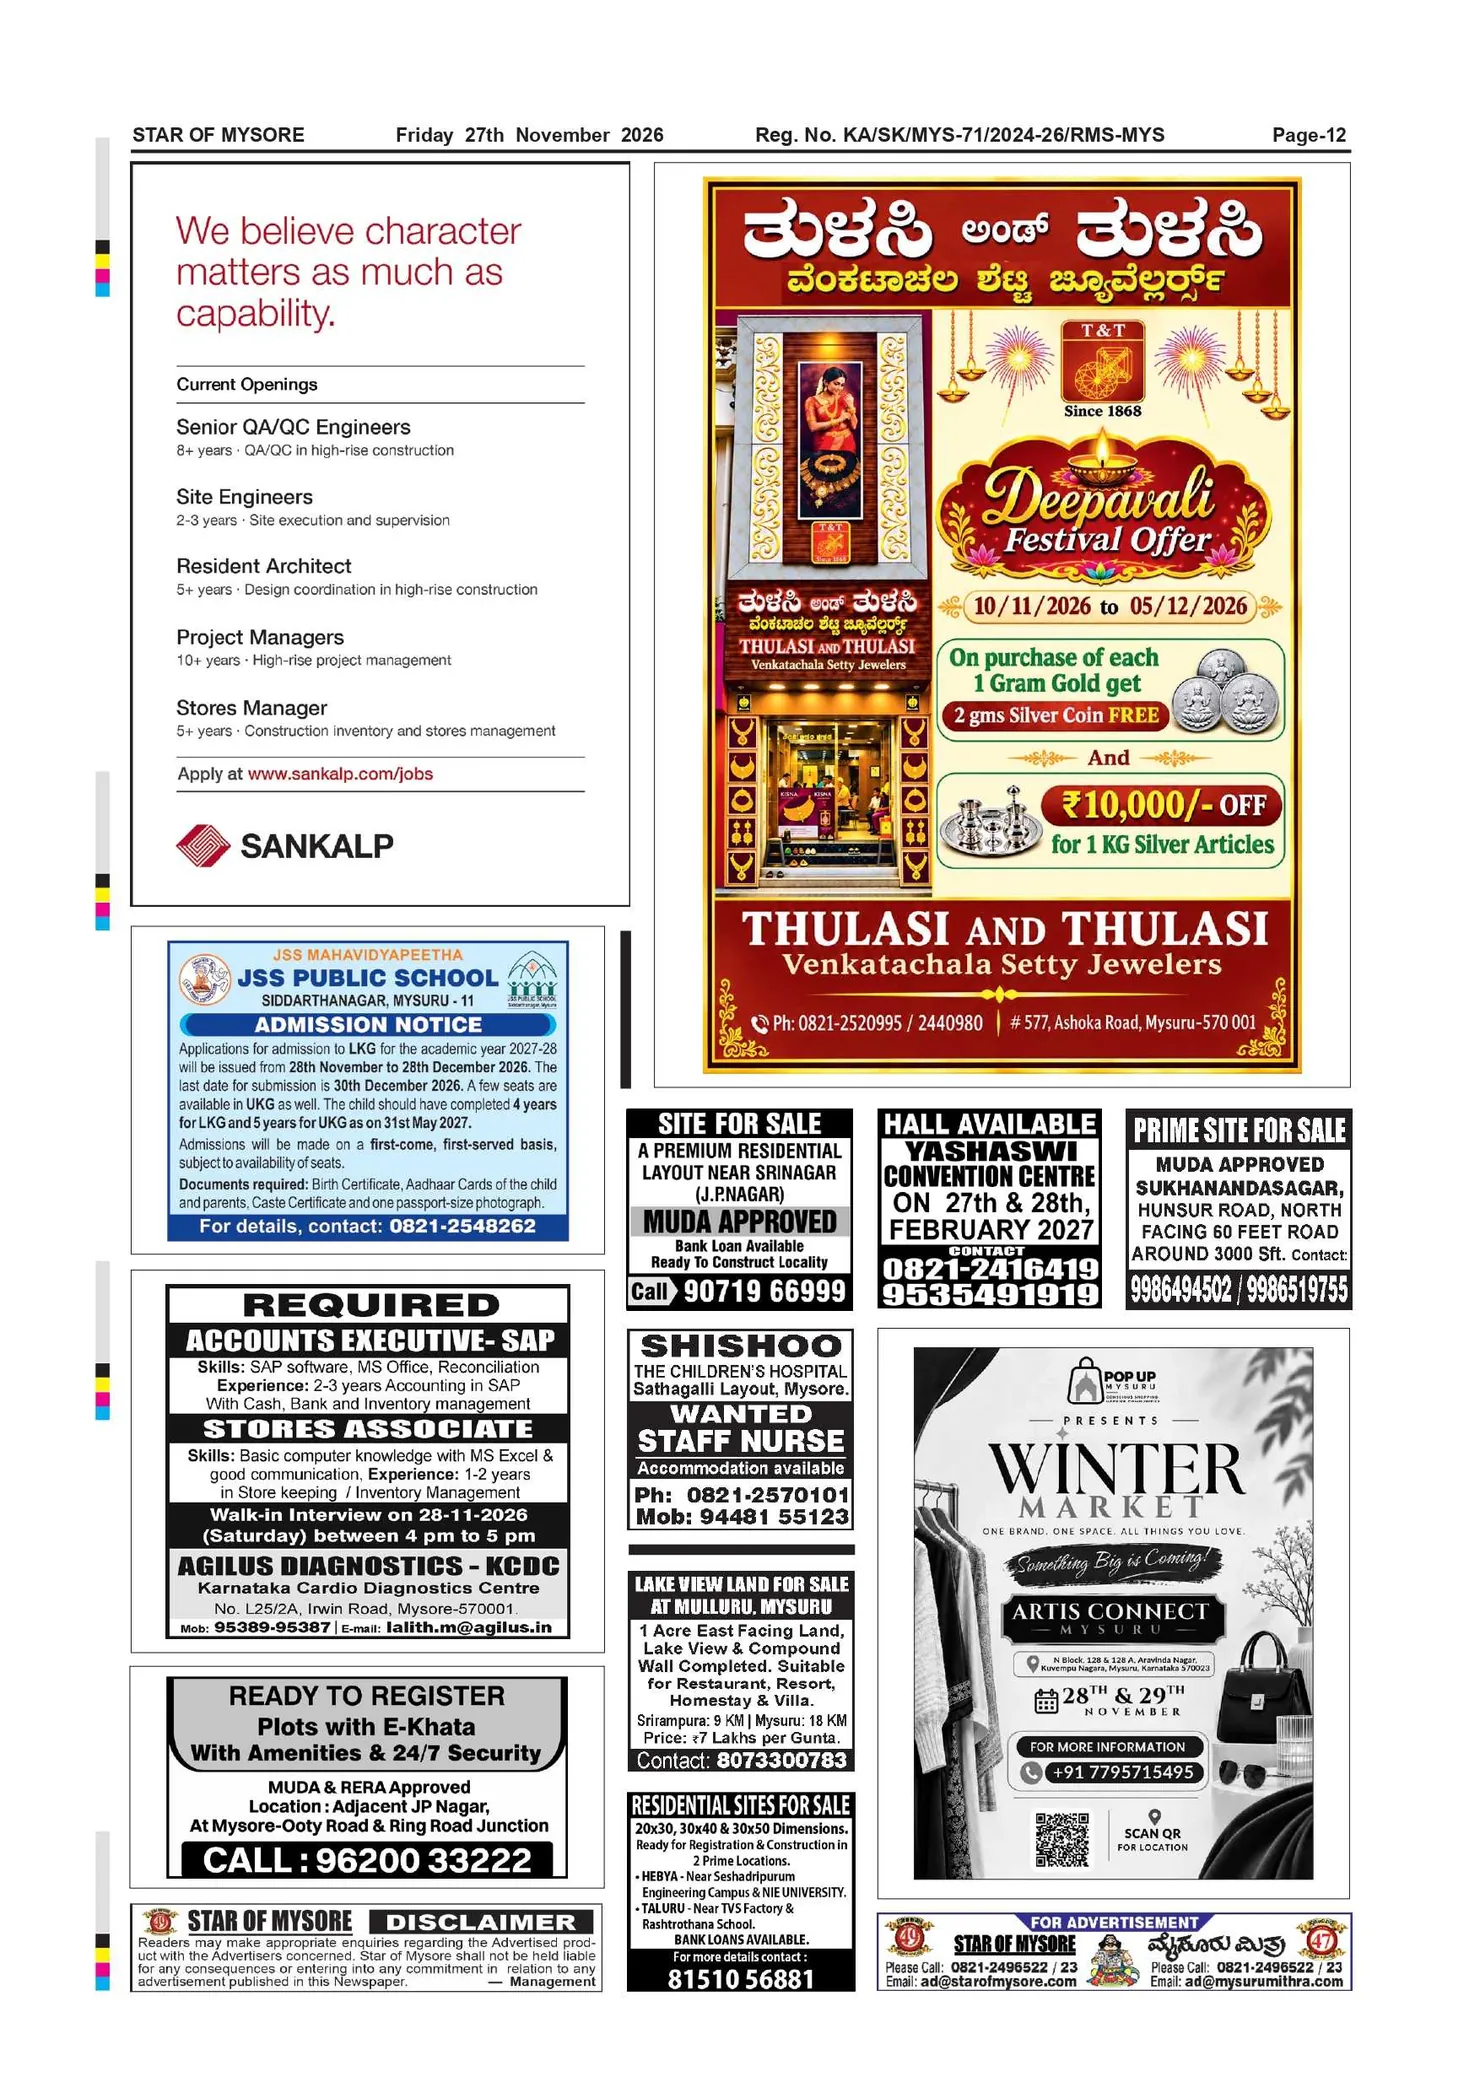 STAR OF MYSORE Friday 27th November 2026 Reg. No. KA/SK/MYS-71/2024-26/RMS-MYS Page-12
We believe character
matters as much as
capability.
Current Openings
Senior QA/QC Engineers
8+ years · QA/QC in high-rise construction
Site Engineers
2-3 years · Site execution and supervision
Resident Architect
5+ years · Design coordination in high-rise construction
Project Managers
10+ years · High-rise project management
Stores Manager
5+ years · Construction inventory and stores management
Apply at www.sankalp.com/jobs
SANKALP
ತುಳಸಿ ಅಂಡ್ ತುಳಸಿ
ವೆಂಕಟಾಚಲ ಶೆಟ್ಟಿ ಜ್ಯೂವೆಲ್ಲರ್ಸ್
T&T
Since 1868
Deepavali
Festival Offer
10/11/2026 to 05/12/2026
On purchase of each
1 Gram Gold get
2 gms Silver Coin FREE
And
₹10,000/- OFF
for 1 KG Silver Articles
T&T
Since 1868
ತುಳಸಿ ಅಂಡ್ ತುಳಸಿ
ವೆಂಕಟಾಚಲ ಶೆಟ್ಟಿ ಜ್ಯೂವೆಲ್ಲರ್ಸ್
THULASI AND THULASI
Venkatachala Setty Jewelers
KISNA KISNA
THULASI AND THULASI
Venkatachala Setty Jewelers
Ph: 0821-2520995 / 2440980 | # 577, Ashoka Road, Mysuru-570 001
JSS MAHAVIDYAPEETHA
JSS PUBLIC SCHOOL
SIDDARTHANAGAR, MYSURU - 11
JSS PUBLIC SCHOOL
Siddarthanagar, Mysuru
ADMISSION NOTICE
Applications for admission to LKG for the academic year 2027-28
will be issued from 28th November to 28th December 2026. The
last date for submission is 30th December 2026. A few seats are
available in UKG as well. The child should have completed 4 years
for LKG and 5 years for UKG as on 31st May 2027.
Admissions will be made on a first-come, first-served basis,
subject to availability of seats.
Documents required: Birth Certificate, Aadhaar Cards of the child
and parents, Caste Certificate and one passport-size photograph.
For details, contact: 0821-2548262
REQUIRED
ACCOUNTS EXECUTIVE- SAP
Skills: SAP software, MS Office, Reconciliation
Experience: 2-3 years Accounting in SAP
With Cash, Bank and Inventory management
STORES ASSOCIATE
Skills: Basic computer knowledge with MS Excel &
good communication, Experience: 1-2 years
in Store keeping / Inventory Management
Walk-in Interview on 28-11-2026
(Saturday) between 4 pm to 5 pm
AGILUS DIAGNOSTICS - KCDC
Karnataka Cardio Diagnostics Centre
No. L25/2A, Irwin Road, Mysore-570001.
Mob: 95389-95387 | E-mail: lalith.m@agilus.in
READY TO REGISTER
Plots with E-Khata
With Amenities & 24/7 Security
MUDA & RERA Approved
Location : Adjacent JP Nagar,
At Mysore-Ooty Road & Ring Road Junction
CALL : 96200 33222
49
STAR OF MYSORE DISCLAIMER
Readers may make appropriate enquiries regarding the Advertised prod-
uct with the Advertisers concerned. Star of Mysore shall not be held liable
for any consequences or entering into any commitment in relation to any
advertisement published in this Newspaper. — Management
SITE FOR SALE
A PREMIUM RESIDENTIAL
LAYOUT NEAR SRINAGAR
(J.P.NAGAR)
MUDA APPROVED
Bank Loan Available
Ready To Construct Locality
Call 90719 66999
HALL AVAILABLE
YASHASWI
CONVENTION CENTRE
ON 27th & 28th,
FEBRUARY 2027
CONTACT
0821-2416419
9535491919
PRIME SITE FOR SALE
MUDA APPROVED
SUKHANANDASAGAR,
HUNSUR ROAD, NORTH
FACING 60 FEET ROAD
AROUND 3000 Sft. Contact:
9986494502 / 9986519755
SHISHOO
THE CHILDREN'S HOSPITAL
Sathagalli Layout, Mysore.
WANTED
STAFF NURSE
Accommodation available
Ph: 0821-2570101
Mob: 94481 55123
LAKE VIEW LAND FOR SALE
AT MULLURU, MYSURU
1 Acre East Facing Land,
Lake View & Compound
Wall Completed. Suitable
for Restaurant, Resort,
Homestay & Villa.
Srirampura: 9 KM | Mysuru: 18 KM
Price: ₹7 Lakhs per Gunta.
Contact: 8073300783
RESIDENTIAL SITES FOR SALE
20x30, 30x40 & 30x50 Dimensions.
Ready for Registration & Construction in
2 Prime Locations.
• HEBYA - Near Seshadripurum
Engineering Campus & NIE UNIVERSITY.
• TALURU - Near TVS Factory &
Rashtrothana School.
BANK LOANS AVAILABLE.
For more details contact :
81510 56881
POP UP
MYSURU
PRESENTS
WINTER
MARKET
ONE BRAND. ONE SPACE. ALL THINGS YOU LOVE.
Something Big is Coming!
ARTIS CONNECT
MYSURU
N Block, 128 & 128 A, Aravinda Nagar,
Kuvempu Nagara, Mysuru, Karnataka 570023
28TH & 29TH
NOVEMBER
FOR MORE INFORMATION
+91 7795715495
SCAN QR
FOR LOCATION
FOR ADVERTISEMENT
49
STAR OF MYSORE
Please Call: 0821-2496522 / 23
Email: ad@starofmysore.com
ಮೈಸೂರು ಮಿತ್ರ
47
Please Call: 0821-2496522 / 23
Email: ad@mysurumithra.com